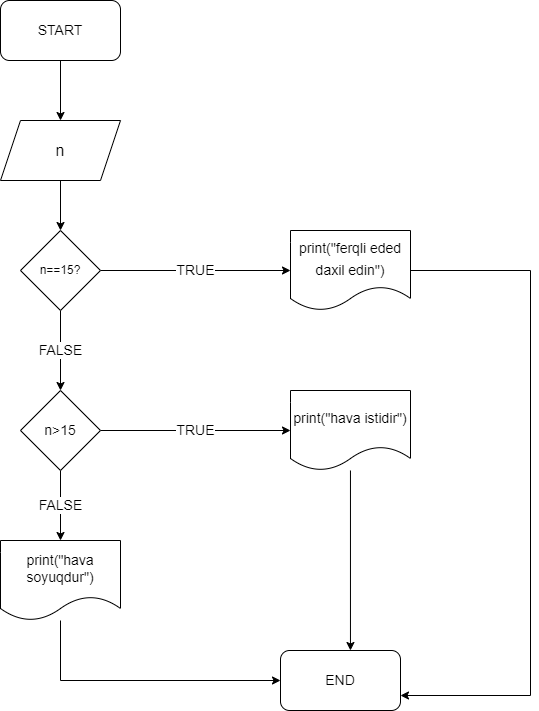 START
n
n==15?
TRUE
print("ferqli eded
daxil edin")
FALSE
n>15
TRUE
print("hava istidir")
FALSE
print("hava
soyuqdur")
END